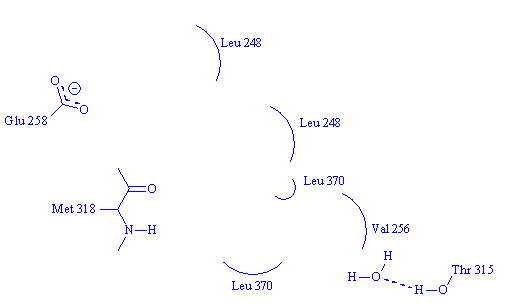 Leu 248
O
⊖
O
Glu 258
Leu 248
Leu 370
O
Met 318
N—H
Val 256
H
H—O
Thr 315
H—O
Leu 370